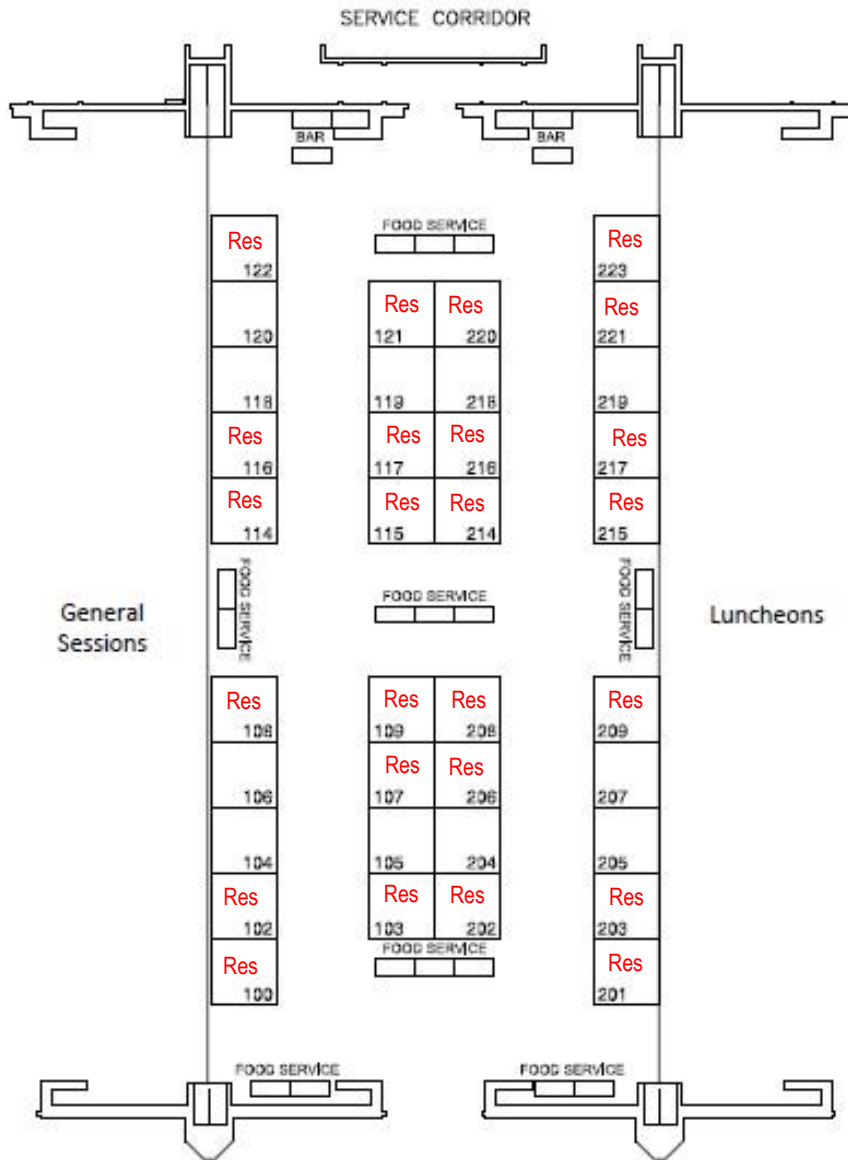 SERVICE CORRIDOR
BAR
BAR
FOOD SERVICE
Res
122
Res
223
120
Res
121
Res
220
Res
221
118
119
218
219
Res
116
Res
117
Res
216
Res
217
Res
114
Res
115
Res
214
Res
215
FOOD SERVICE
FOOD SERVICE
FOOD SERVICE
General
Sessions
Luncheons
Res
108
Res
109
Res
208
Res
209
106
Res
107
Res
206
207
104
105
204
205
Res
102
Res
103
Res
202
Res
203
FOOD SERVICE
Res
100
Res
201
FOOD SERVICE
FOOD SERVICE